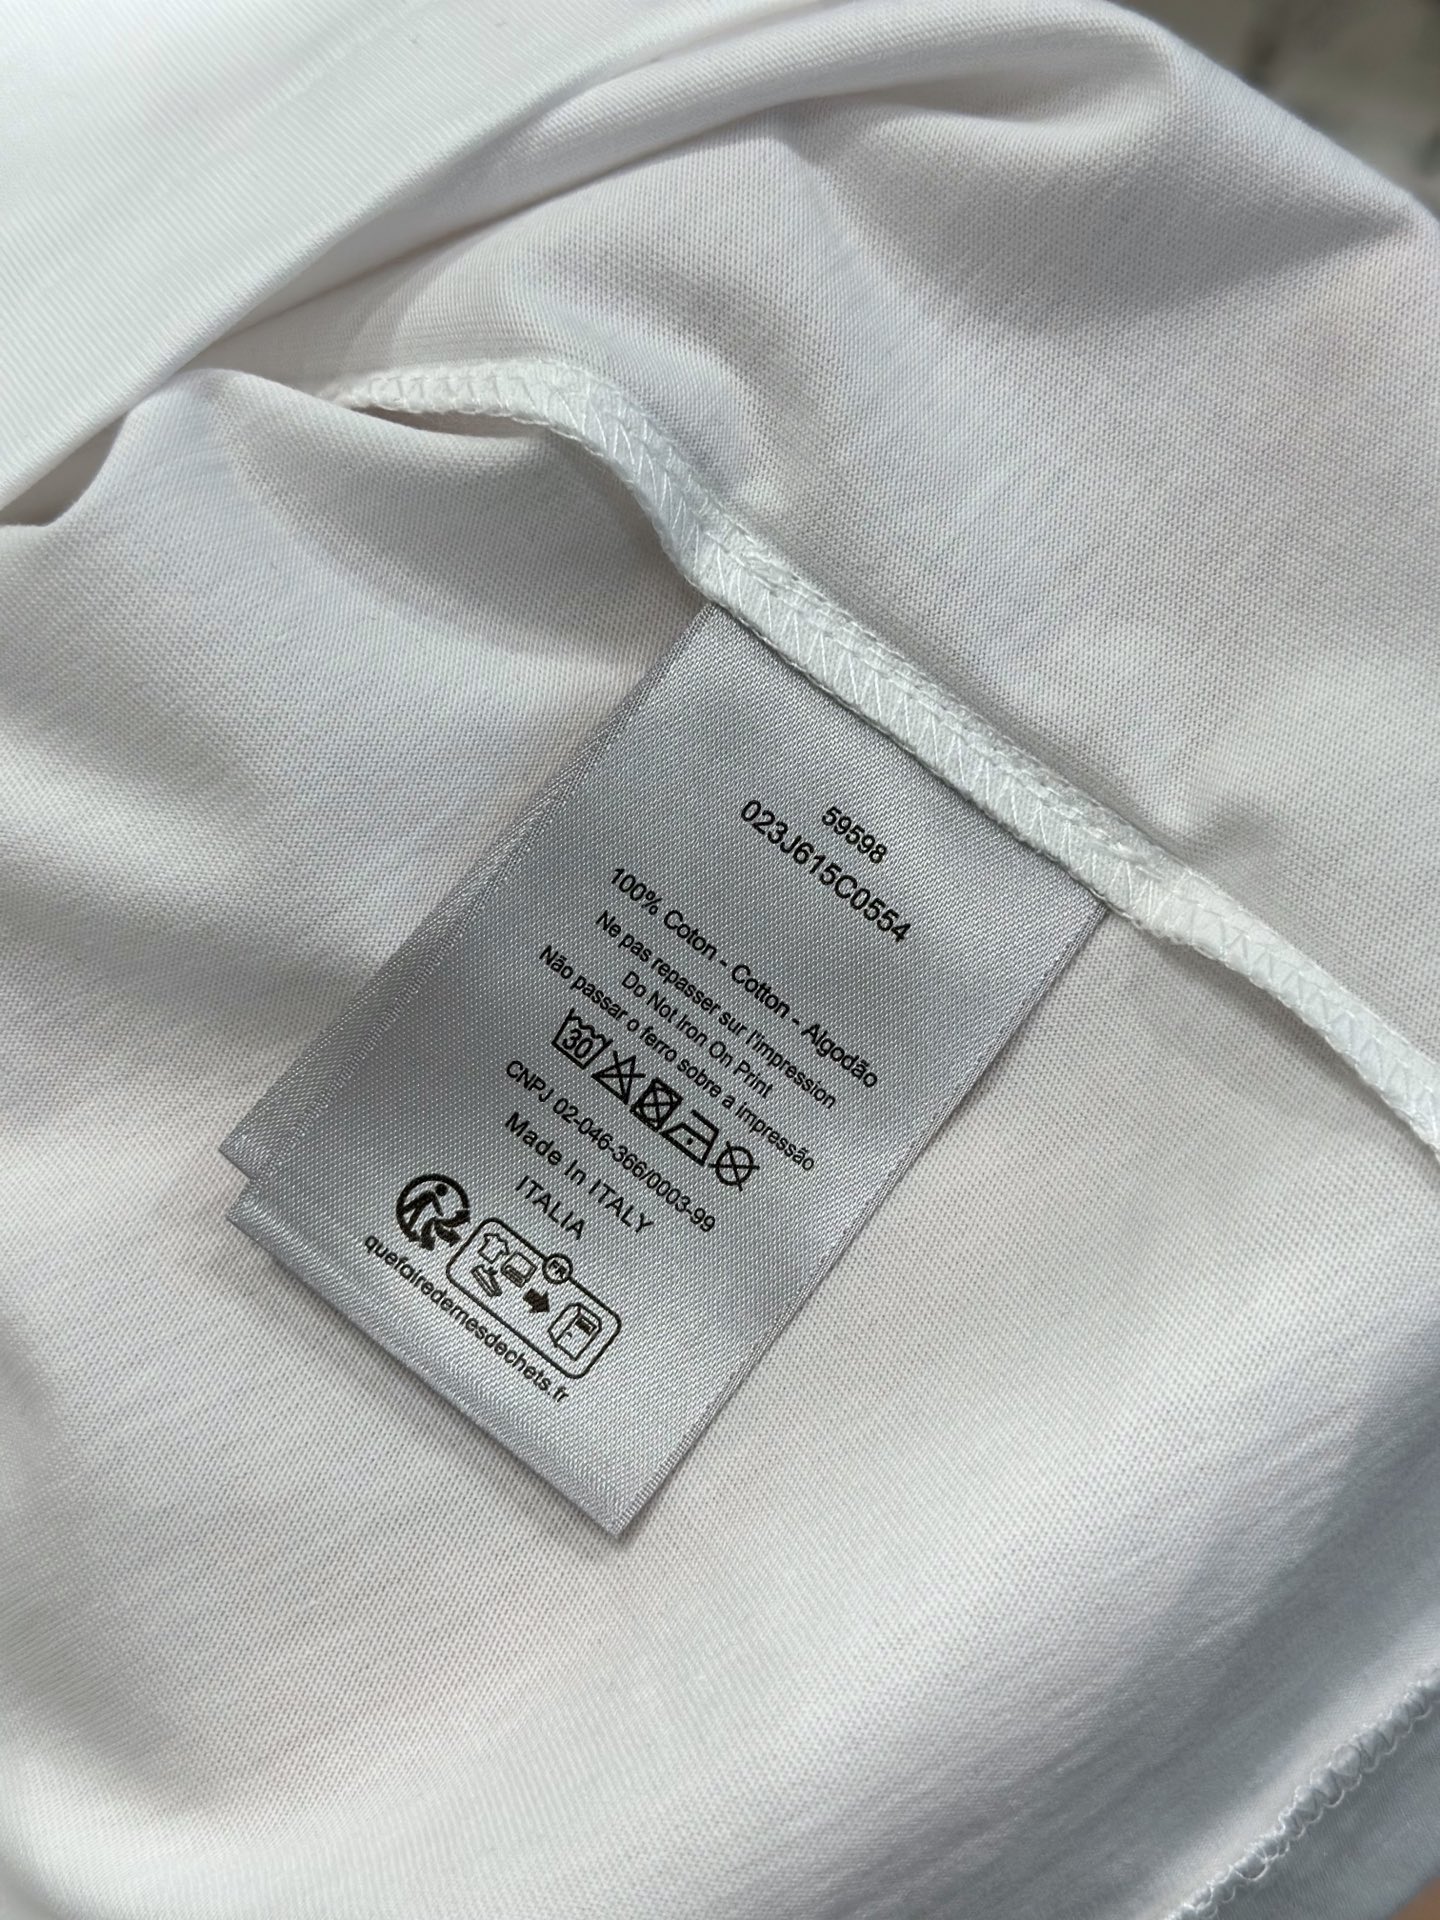 59598
023J615C0554
100% Coton - Cotton - Algodão
Ne pas repasser sur l'impression
Do Not Iron On Print
Não passar o ferro sobre a impressão
30
CNPJ 02-046-366/0003-99
Made In ITALY
ITALIA
FR
quefairedemesdechets.fr